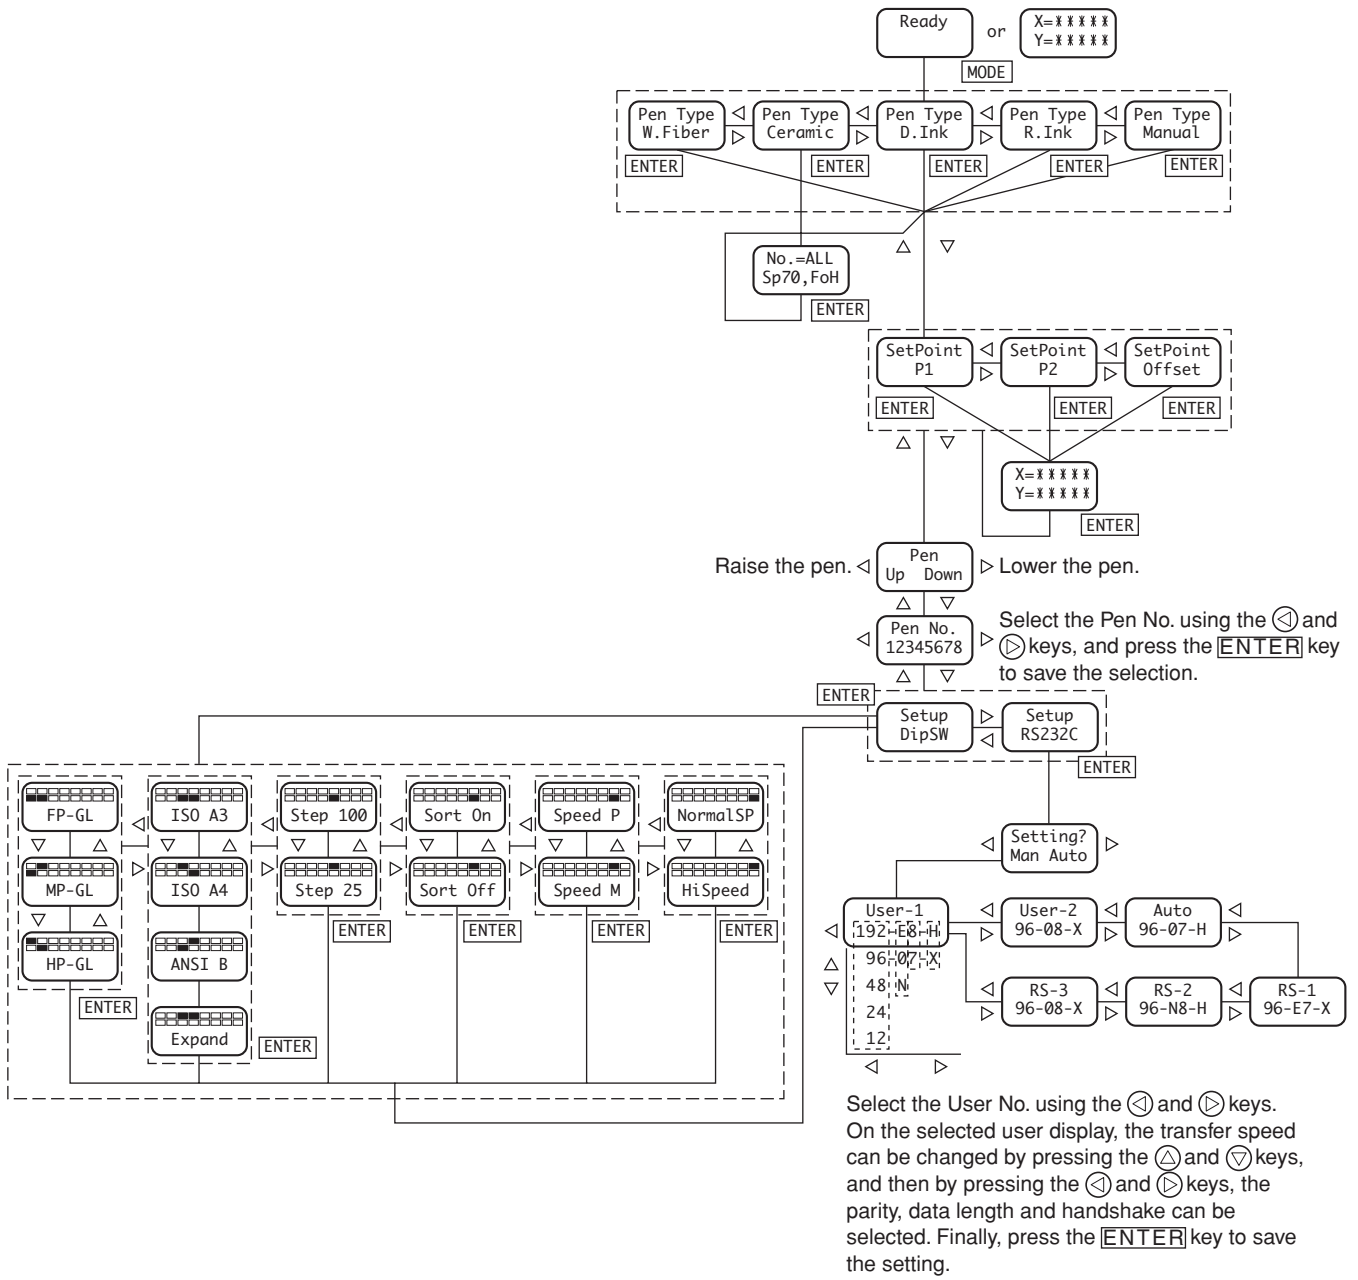 Ready
or
X=*****
Y=*****
MODE
Pen Type
W.Fiber
Pen Type
Ceramic
Pen Type
D.Ink
Pen Type
R.Ink
Pen Type
Manual
ENTER
ENTER
ENTER
ENTER
ENTER
No.=ALL
Sp70,FoH
ENTER
SetPoint
P1
SetPoint
P2
SetPoint
Offset
ENTER
ENTER
ENTER
X=*****
Y=*****
ENTER
Raise the pen.
Pen
Up Down
Lower the pen.
Pen No.
12345678
Select the Pen No. using the ◁ and
▷ keys, and press the ENTER key
to save the selection.
ENTER
Setup
DipSW
Setup
RS232C
ENTER
FP-GL
ISO A3
Step 100
Sort On
Speed P
NormalSP
MP-GL
ISO A4
Step 25
Sort Off
Speed M
HiSpeed
ENTER
ENTER
ENTER
ENTER
HP-GL
ANSI B
ENTER
Expand
ENTER
Setting?
Man Auto
User-1
192-E8-H
96-07-X
48 N
24
12
User-2
96-08-X
Auto
96-07-H
RS-3
96-08-X
RS-2
96-N8-H
RS-1
96-E7-X
Select the User No. using the ◁ and ▷ keys.
On the selected user display, the transfer speed
can be changed by pressing the △ and ▽ keys,
and then by pressing the ◁ and ▷ keys, the
parity, data length and handshake can be
selected. Finally, press the ENTER key to save
the setting.